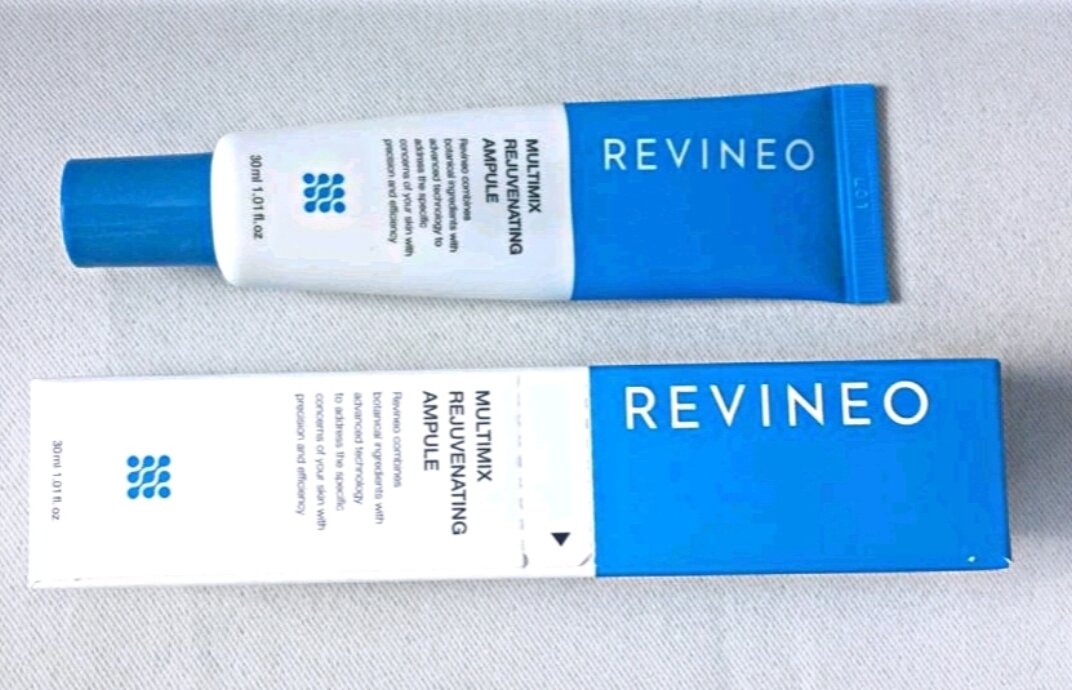 REVINEO
MULTIMIX
REJUVENATING
AMPULE
Revineo combines
botanical ingredients with
advanced technology to
address the specific
concerns of your skin with
precision and efficiency
30ml 1.01 fl.oz
REVINEO
MULTIMIX
REJUVENATING
AMPULE
Revineo combines
botanical ingredients with
advanced technology
to address the specific
concerns of your skin with
precision and efficiency
30ml 1.01 fl. oz